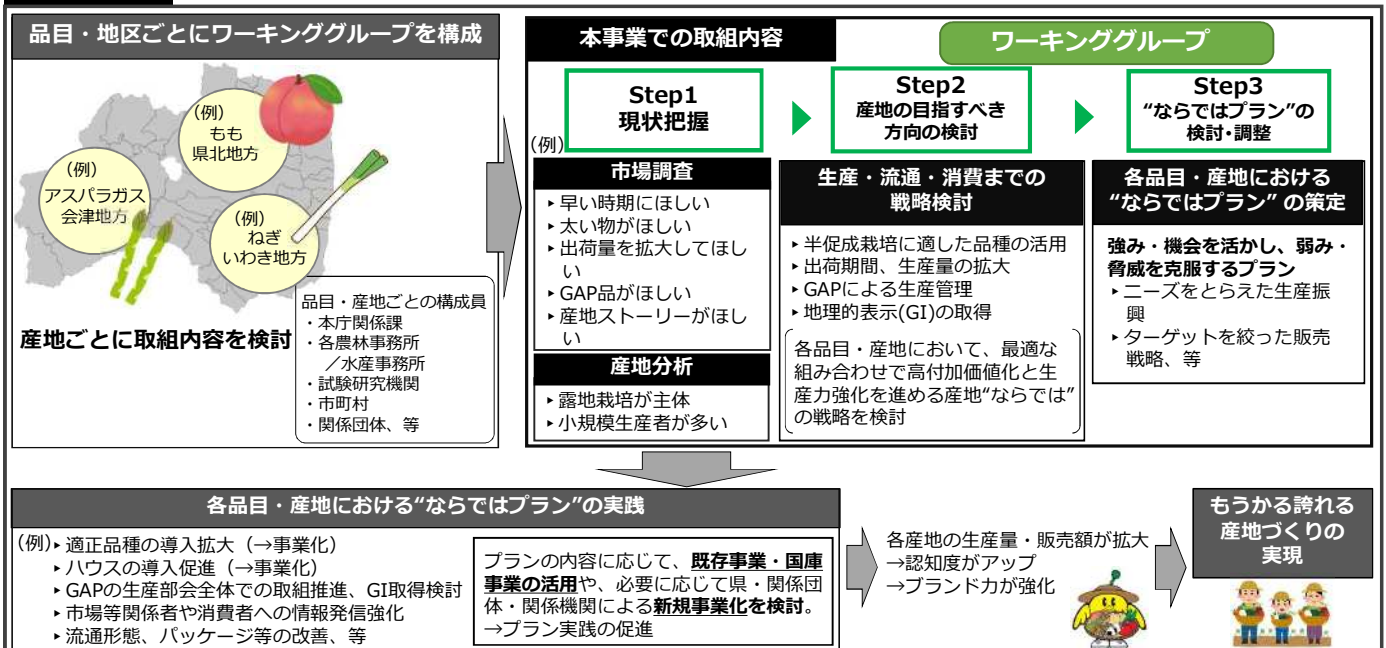 品目・地区ごとにワーキンググループを構成
(例)
もも
県北地方
(例)
アスパラガス
会津地方
(例)
ねぎ
いわき地方
産地ごとに取組内容を検討
品目・産地ごとの構成員
・本庁関係課
・各農林事務所
／水産事務所
・試験研究機関
・市町村
・関係団体、等
本事業での取組内容
ワーキンググループ
Step1
現状把握
Step2
産地の目指すべき
方向の検討
Step3
“ならではプラン”の
検討・調整
(例)
市場調査
▸早い時期にほしい
▸太い物がほしい
▸出荷量を拡大してほし
い
▸GAP品がほしい
▸産地ストーリーがほし
い
産地分析
▸露地栽培が主体
▸小規模生産者が多い
生産・流通・消費までの
戦略検討
▸半促成栽培に適した品種の活用
▸出荷期間、生産量の拡大
▸GAPによる生産管理
▸地理的表示(GI)の取得
各品目・産地において、最適な
組み合わせで高付加価値化と生
産力強化を進める産地“ならでは”
の戦略を検討
各品目・産地における
“ならではプラン” の策定
強み・機会を活かし、弱み・
脅威を克服するプラン
▸ニーズをとらえた生産振
興
▸ターゲットを絞った販売
戦略、等
各品目・産地における“ならではプラン”の実践
(例)▸適正品種の導入拡大（→事業化）
▸ハウスの導入促進（→事業化）
▸GAPの生産部会全体での取組推進、GI取得検討
▸市場等関係者や消費者への情報発信強化
▸流通形態、パッケージ等の改善、等
プランの内容に応じて、既存事業・国庫
事業の活用や、必要に応じて県・関係団
体・関係機関による新規事業化を検討。
→プラン実践の促進
各産地の生産量・販売額が拡大
→認知度がアップ
→ブランド力が強化
もうかる誇れる
産地づくりの
実現